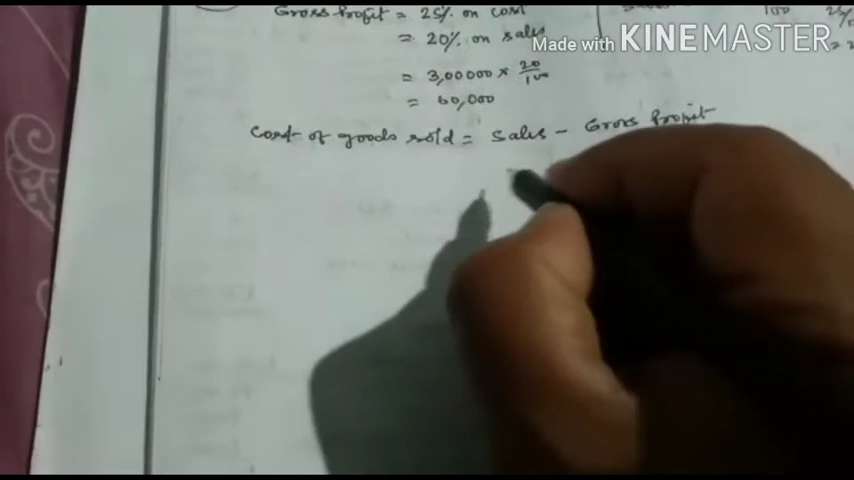 Gross Profit = 25% on cost
= 20% on sales
= 3,00000 × 20/100
= 60,000
Cost of goods sold = Sales - Gross Profit
100
Made with KINEMASTER